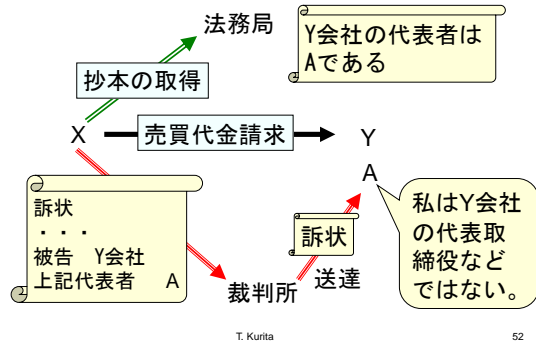 法務局
Y会社の代表者は
Aである
抄本の取得
X
売買代金請求
Y
A
訴状
・・・
被告　Y会社
上記代表者　　A
訴状
私はY会社
の代表取
締役など
ではない。
裁判所
送達
T. Kurita
52